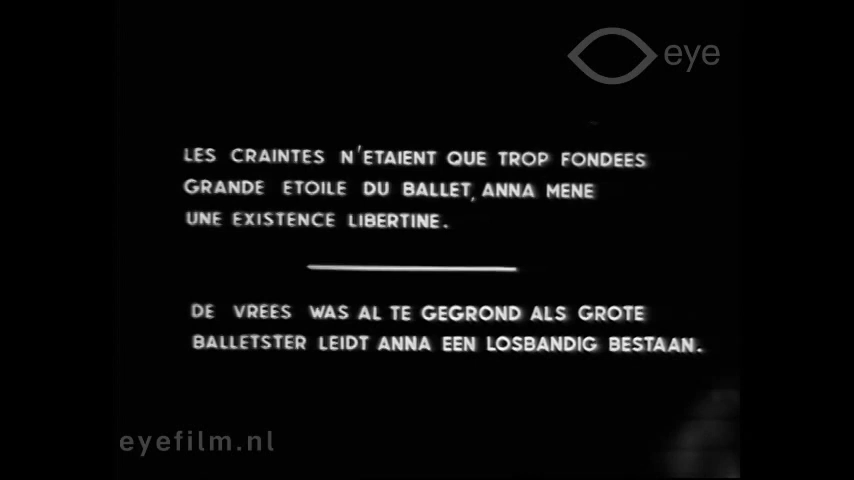 eye
LES CRAINTES N'ETAIENT QUE TROP FONDEES
GRANDE ETOILE DU BALLET, ANNA MENE
UNE EXISTENCE LIBERTINE.
DE VREES WAS AL TE GEGROND ALS GROTE
BALLETSTER LEIDT ANNA EEN LOSBANDIG BESTAAN.
eyefilm.nl